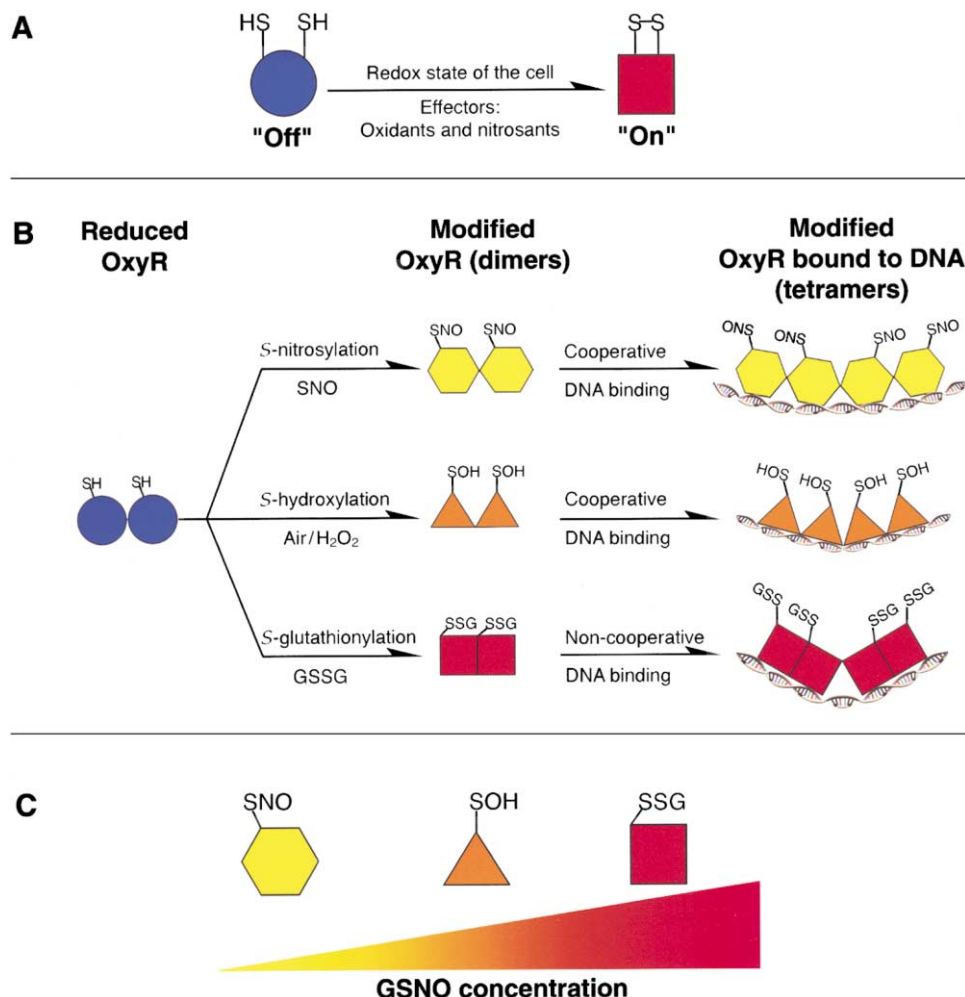 A
HS SH
S-S
Redox state of the cell
Effectors:
Oxidants and nitrosants
"Off"
"On"
B
Reduced
OxyR
Modified
OxyR (dimers)
Modified
OxyR bound to DNA
(tetramers)
S-nitrosylation
SNO
SNO SNO
Cooperative
DNA binding
ONS ONS SNO SNO
SH SH
S-hydroxylation
Air/H₂O₂
SOH SOH
Cooperative
DNA binding
HOS HOS SOH SOH
S-glutathionylation
GSSG
SSG SSG
Non-cooperative
DNA binding
GSS GSS SSG SSG
C
SNO SOH SSG
GSNO concentration